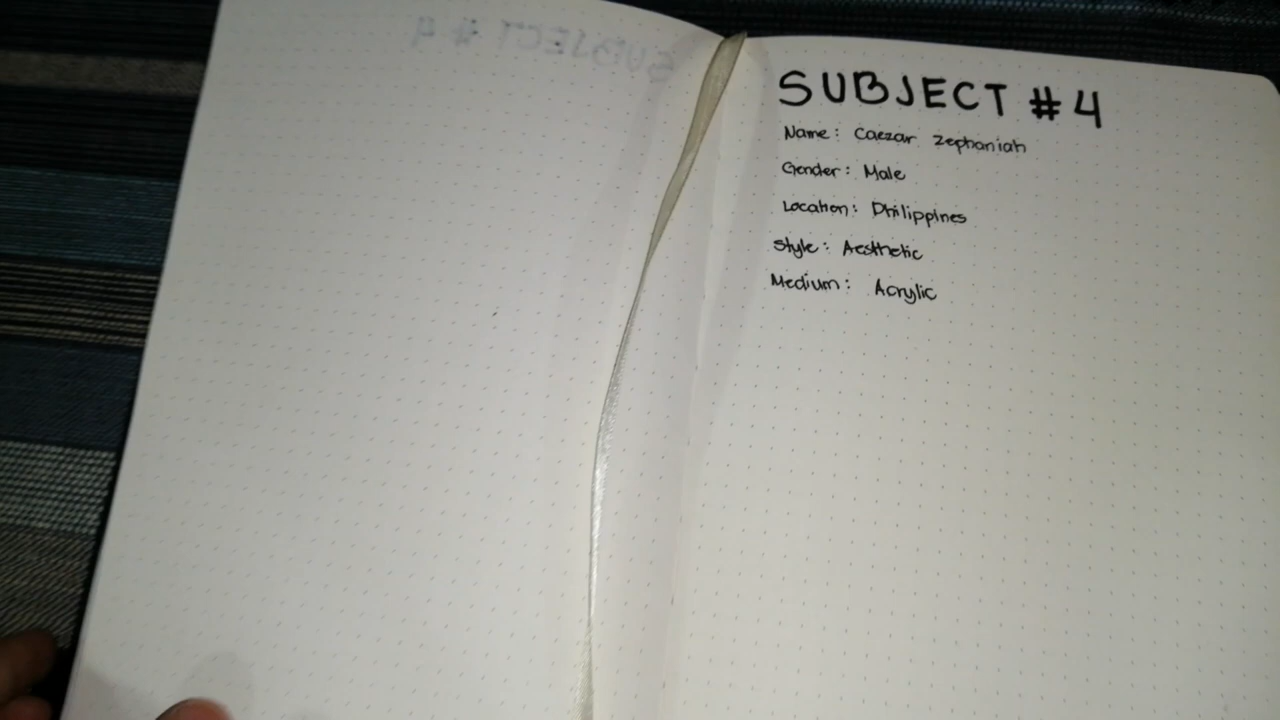 SUBJECT # 4
Name: Caezar Zephaniah
Gender: Male
Location: Philippines
Style: Aesthetic
Medium: Acrylic